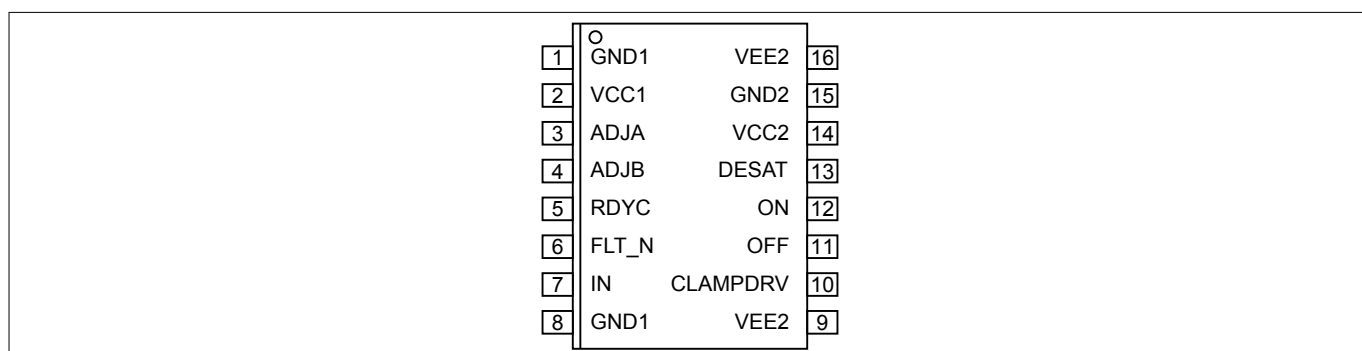 1 GND1 VEE2 16
2 VCC1 GND2 15
3 ADJA VCC2 14
4 ADJB DESAT 13
5 RDYC ON 12
6 FLT_N OFF 11
7 IN CLAMPDRV 10
8 GND1 VEE2 9